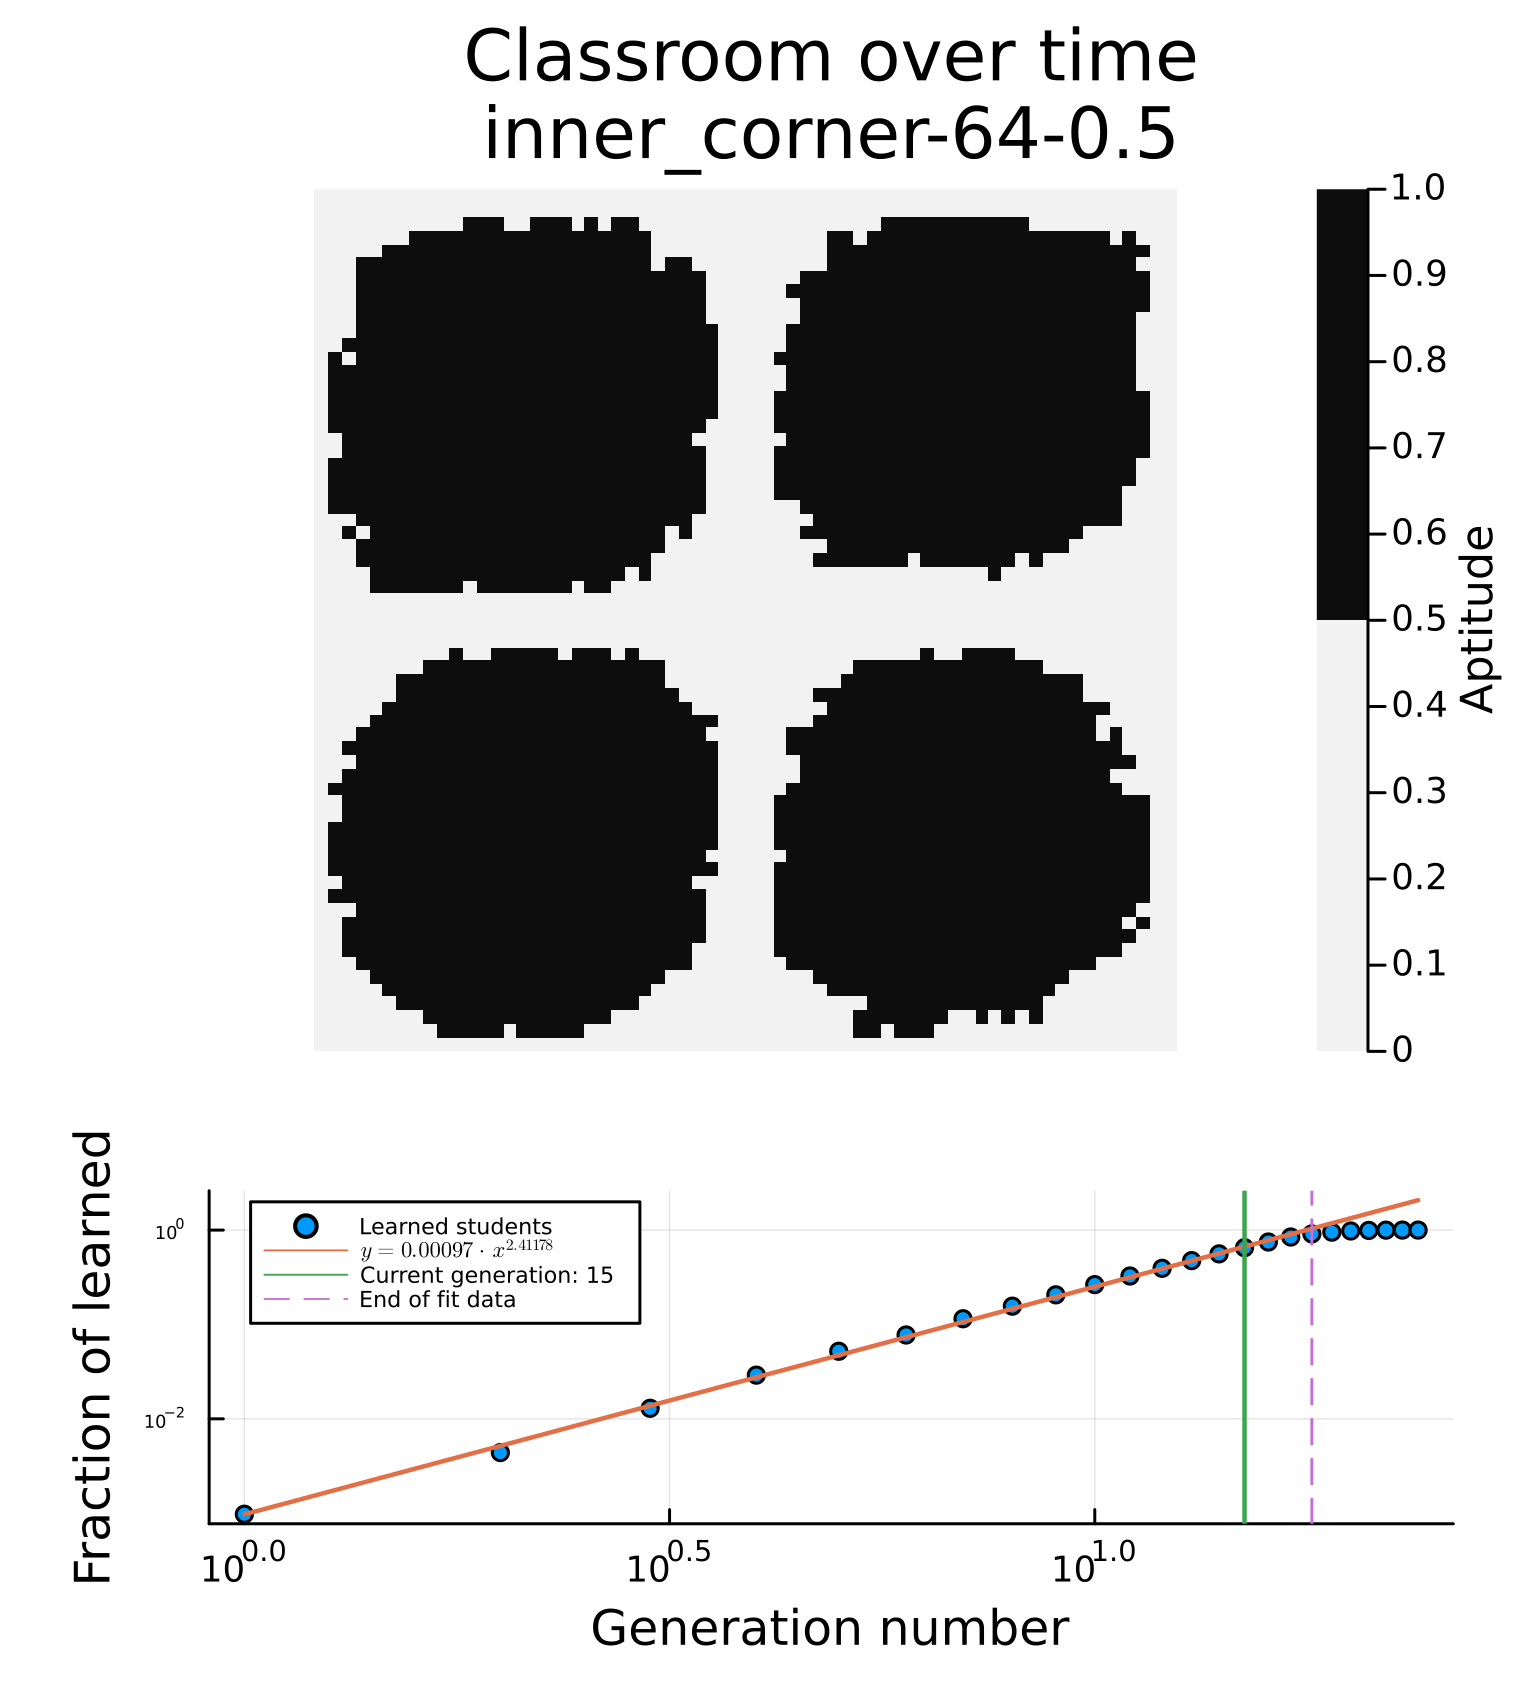 Classroom over time
inner_corner-64-0.5
1.0
0.9
0.8
0.7
0.6
0.5
0.4
0.3
0.2
0.1
0
Aptitude
Fraction of learned
10^0
10^-2
Learned students
y = 0.00097 · x^2.41178
Current generation: 15
End of fit data
10^0.0
10^0.5
10^1.0
Generation number